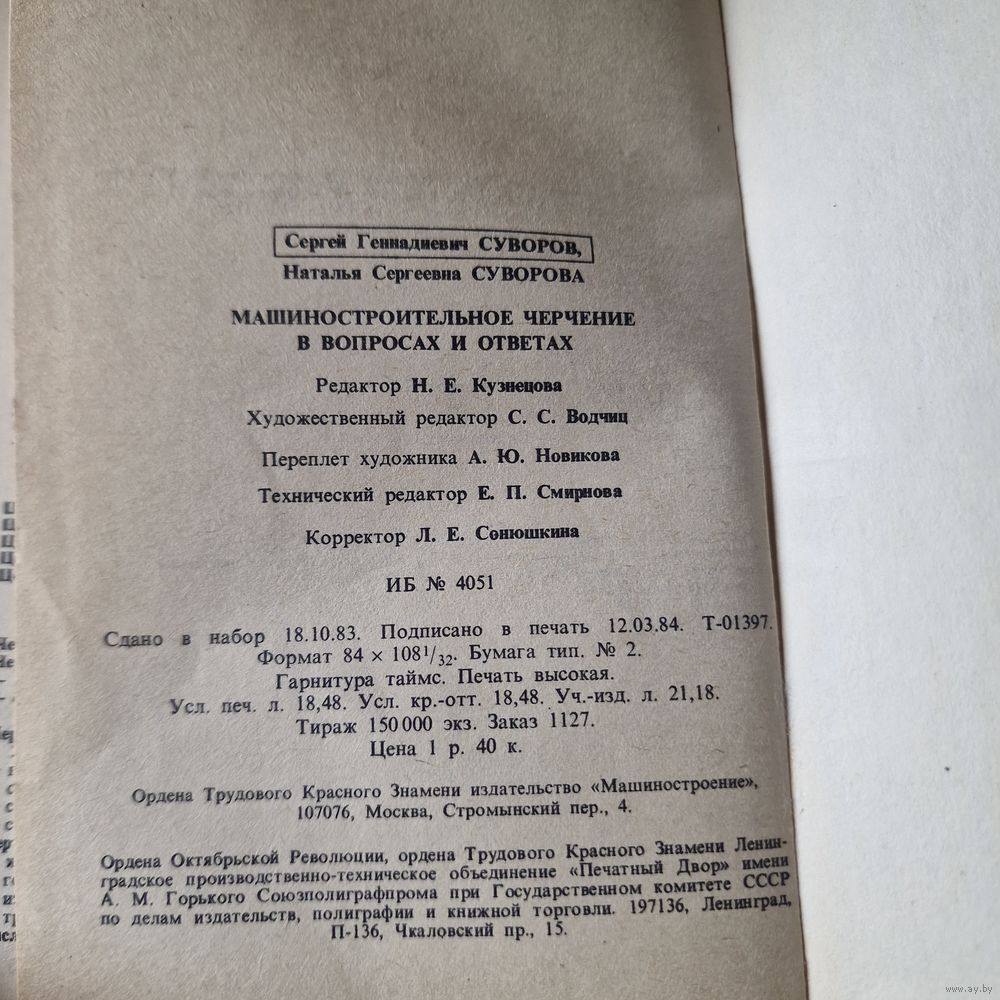 Сергей Геннадиевич СУВОРОВ,
Наталья Сергеевна СУВОРОВА
МАШИНОСТРОИТЕЛЬНОЕ ЧЕРЧЕНИЕ
В ВОПРОСАХ И ОТВЕТАХ
Редактор Н. Е. Кузнецова
Художественный редактор С. С. Водчиц
Переплет художника А. Ю. Новикова
Технический редактор Е. П. Смирнова
Корректор Л. Е. Сонюшкина
ИБ № 4051
Сдано в набор 18.10.83. Подписано в печать 12.03.84. Т-01397.
Формат 84 × 108¹/₃₂. Бумага тип. № 2.
Гарнитура таймс. Печать высокая.
Усл. печ. л. 18,48. Усл. кр.-отт. 18,48. Уч.-изд. л. 21,18.
Тираж 150 000 экз. Заказ 1127.
Цена 1 р. 40 к.
Ордена Трудового Красного Знамени издательство «Машиностроение»,
107076, Москва, Стромынский пер., 4.
Ордена Октябрьской Революции, ордена Трудового Красного Знамени Ленин-
градское производственно-техническое объединение «Печатный Двор» имени
А. М. Горького Союзполиграфпрома при Государственном комитете СССР
по делам издательств, полиграфии и книжной торговли. 197136, Ленинград,
П-136, Чкаловский пр., 15.
www.ay.by